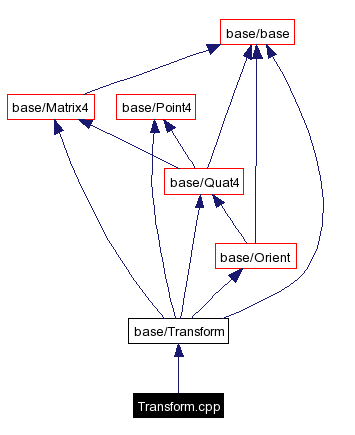 base/base
base/Matrix4
base/Point4
base/Quat4
base/Orient
base/Transform
Transform.cpp